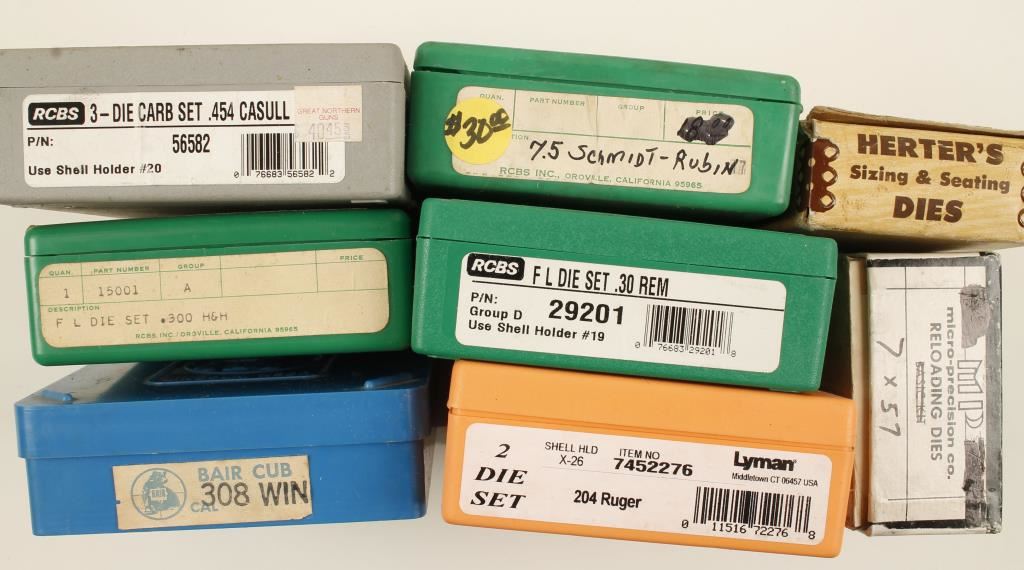 RCBS 3-DIE CARB SET .454 CASULL
GREAT NORTHERN
GUNS
P/N: 56582
Use Shell Holder #20
0 76683 56582 2
QUAN. PART NUMBER GROUP PRICE
$30.00
7.5 Schmidt-Rubin
RCBS INC., OROVILLE, CALIFORNIA 95965
HERTER'S
Sizing & Seating
DIES
QUAN. PART NUMBER GROUP PRICE
1 15001 A
DESCRIPTION
F L DIE SET .300 H&H
RCBS INC./OROVILLE, CALIFORNIA 95965
RCBS F L DIE SET .30 REM
P/N: 29201
Group D
Use Shell Holder #19
0 76683 29201 8
BAIR CUB
CAL 308 WIN
2
DIE
SET
SHELL HLD
X-26
ITEM NO
7452276
Lyman
Middletown CT 06457 USA
204 Ruger
0 11516 72276 8
MP
micro-precision co.
RELOADING DIES
BASIC KIT
7 x 57